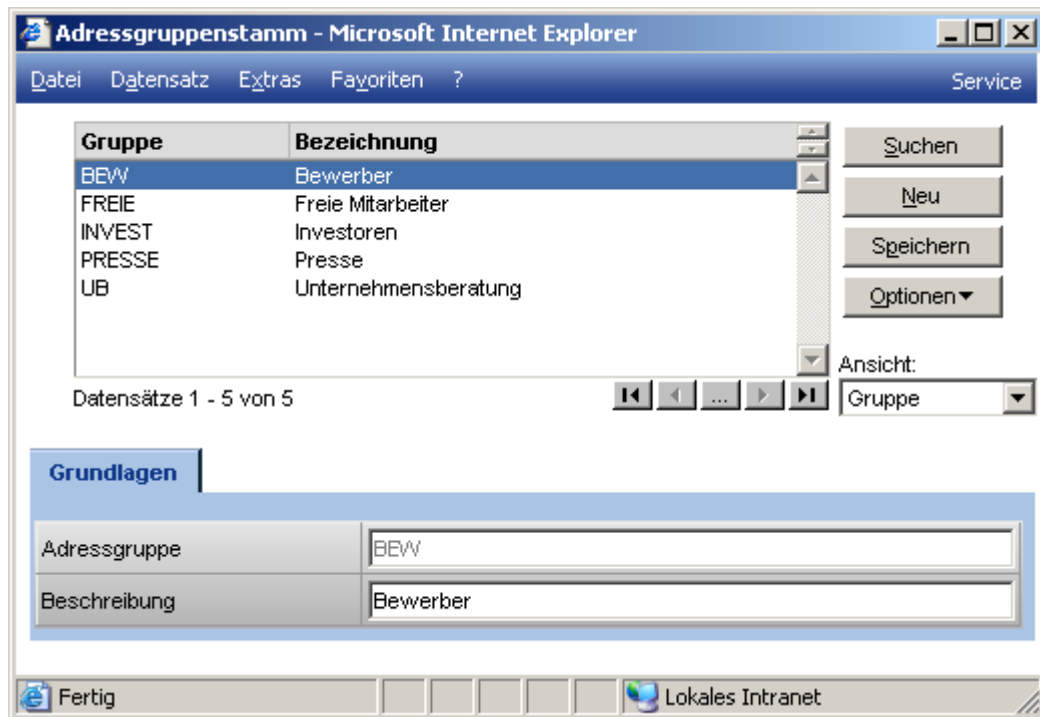 Adressgruppenstamm - Microsoft Internet Explorer
Datei Datensatz Extras Favoriten ? Service
Gruppe Bezeichnung
BEW Bewerber
FREIE Freie Mitarbeiter
INVEST Investoren
PRESSE Presse
UB Unternehmensberatung
Datensätze 1 - 5 von 5
...
Suchen
Neu
Speichern
Optionen
Ansicht:
Gruppe
Grundlagen
Adressgruppe BEW
Beschreibung Bewerber
Fertig Lokales Intranet